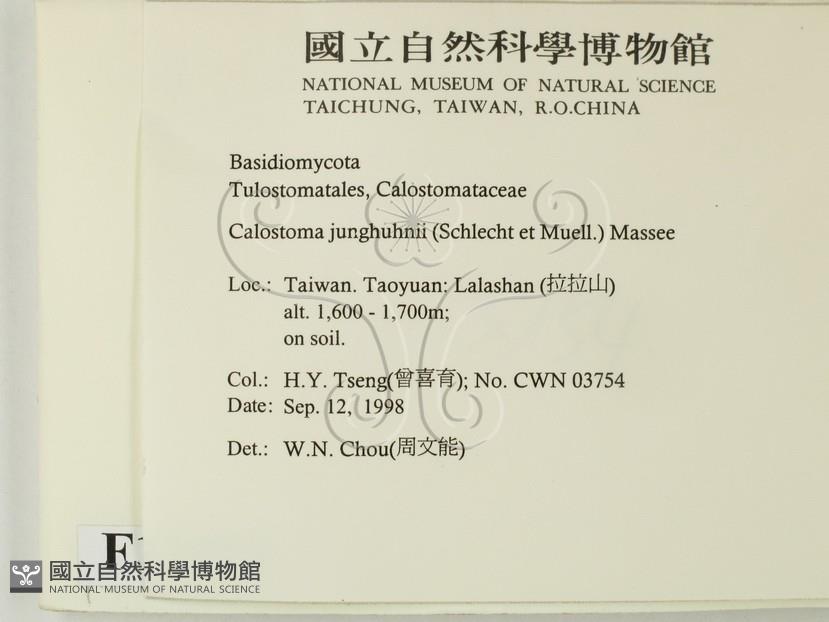 國立自然科學博物館
NATIONAL MUSEUM OF NATURAL SCIENCE
TAICHUNG, TAIWAN, R.O.CHINA
Basidiomycota
Tulostomatales, Calostomataceae
Calostoma junghuhnii (Schlecht et Muell.) Massee
Loc.: Taiwan. Taoyuan: Lalashan (拉拉山)
alt. 1,600 - 1,700m;
on soil.
Col.: H.Y. Tseng(曾喜育); No. CWN 03754
Date: Sep. 12, 1998
Det.: W.N. Chou(周文能)
國立自然科學博物館
NATIONAL MUSEUM OF NATURAL SCIENCE